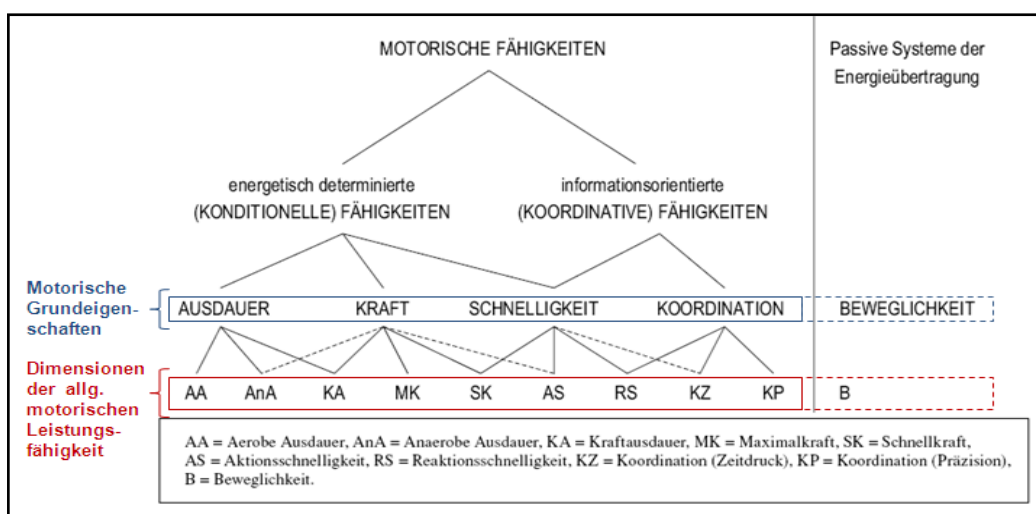 MOTORISCHE FÄHIGKEITEN
Passive Systeme der
Energieübertragung
energetisch determinierte
(KONDITIONELLE) FÄHIGKEITEN
informationsorientierte
(KOORDINATIVE) FÄHIGKEITEN
Motorische
Grundeigen-
schaften
AUSDAUER KRAFT SCHNELLIGKEIT KOORDINATION BEWEGLICHKEIT
Dimensionen
der allg.
motorischen
Leistungs-
fähigkeit
AA AnA KA MK SK AS RS KZ KP B
AA = Aerobe Ausdauer, AnA = Anaerobe Ausdauer, KA = Kraftausdauer, MK = Maximalkraft, SK = Schnellkraft,
AS = Aktionsschnelligkeit, RS = Reaktionsschnelligkeit, KZ = Koordination (Zeitdruck), KP = Koordination (Präzision),
B = Beweglichkeit.